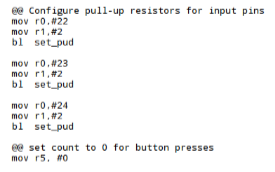 @@ Configure pull-up resistors for input pins
mov r0,#22
mov r1,#2
bl set_pud
mov r0,#23
mov r1,#2
bl set_pud
mov r0,#24
mov r1,#2
bl set_pud
@@ set count to 0 for button presses
mov r5, #0